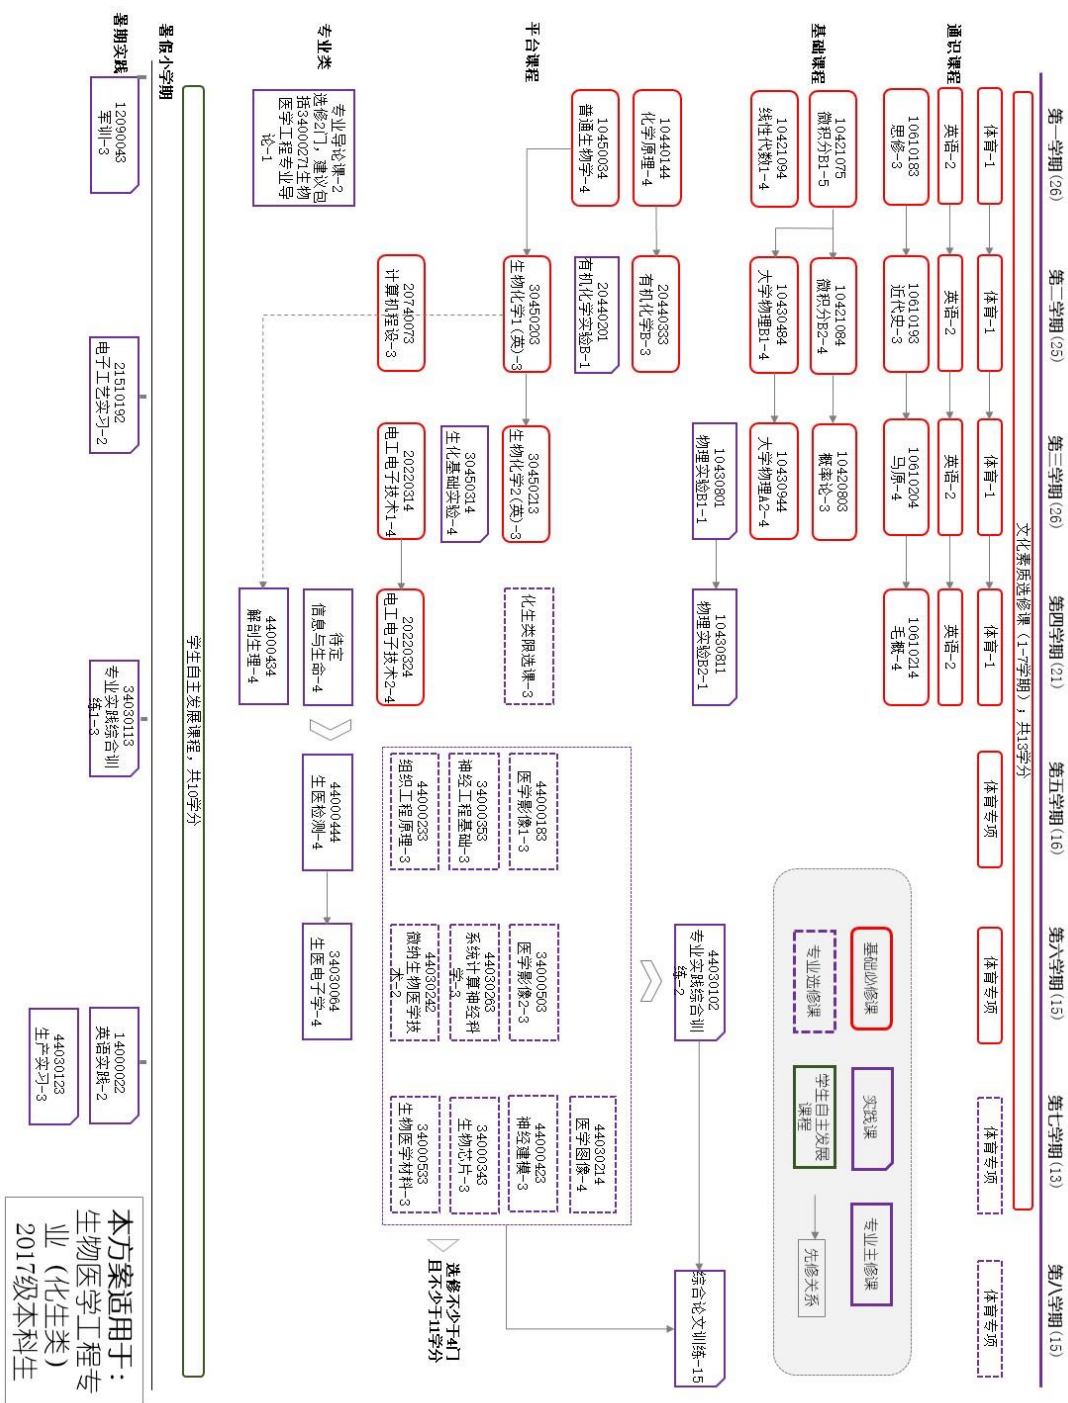 第一学期(26)
第二学期(25)
第三学期(26)
第四学期(21)
第五学期(16)
第六学期(15)
第七学期(13)
第八学期(15)
文化素质选修课（1-7学期），共13学分
通识课程
体育-1
体育-1
体育-1
体育-1
体育专项
体育专项
体育专项
体育专项
英语-2
英语-2
英语-2
英语-2
10610183
思修-3
10610193
近代史-3
10610204
马原-4
10610214
毛概-4
基础课程
10421075
微积分B1-5
10421084
微积分B2-4
10420803
概率论-3
10421094
线性代数1-4
10430484
大学物理B1-4
10430944
大学物理A2-4
10430801
物理实验B1-1
10430811
物理实验B2-1
基础必修课
实践课
专业主修课
专业选修课
学生自主发展
课程
先修关系
平台课程
10440144
化学原理-4
20440333
有机化学B-3
10450034
普通生物学-4
20440201
有机化学实验B-1
30450203
生物化学1(英)-3
30450213
生物化学2(英)-3
化生类限选课-3
30450314
生化基础实验-4
20740073
计算机程设-3
20220314
电工电子技术1-4
20220324
电工电子技术2-4
44030102
专业实践综合训
练-2
综合论文训练-15
44030214
医学图像-4
44000183
医学影像1-3
34000503
医学影像2-3
44000423
神经建模-3
34000353
神经工程基础-3
44030263
系统计算神经科
学-3
34000343
生物芯片-3
44000233
组织工程原理-3
44030242
微纳生物医学技
术-2
34000533
生物医学材料-3
选修不少于4门
且不少于11学分
专业类
专业导论课-2
选修2门，建议包
括34000271生物
医学工程专业导
论-1
待定
信息与生命-4
44000444
生医检测-4
34030064
生医电子学-4
44000434
解剖生理-4
学生自主发展课程，共10学分
暑假小学期
暑期实践
12090043
军训-3
21510192
电子工艺实习-2
34030113
专业实践综合训
练1-3
14000022
英语实践-2
44030123
生产实习-3
本方案适用于：
生物医学工程专
业（化生类）
2017级本科生